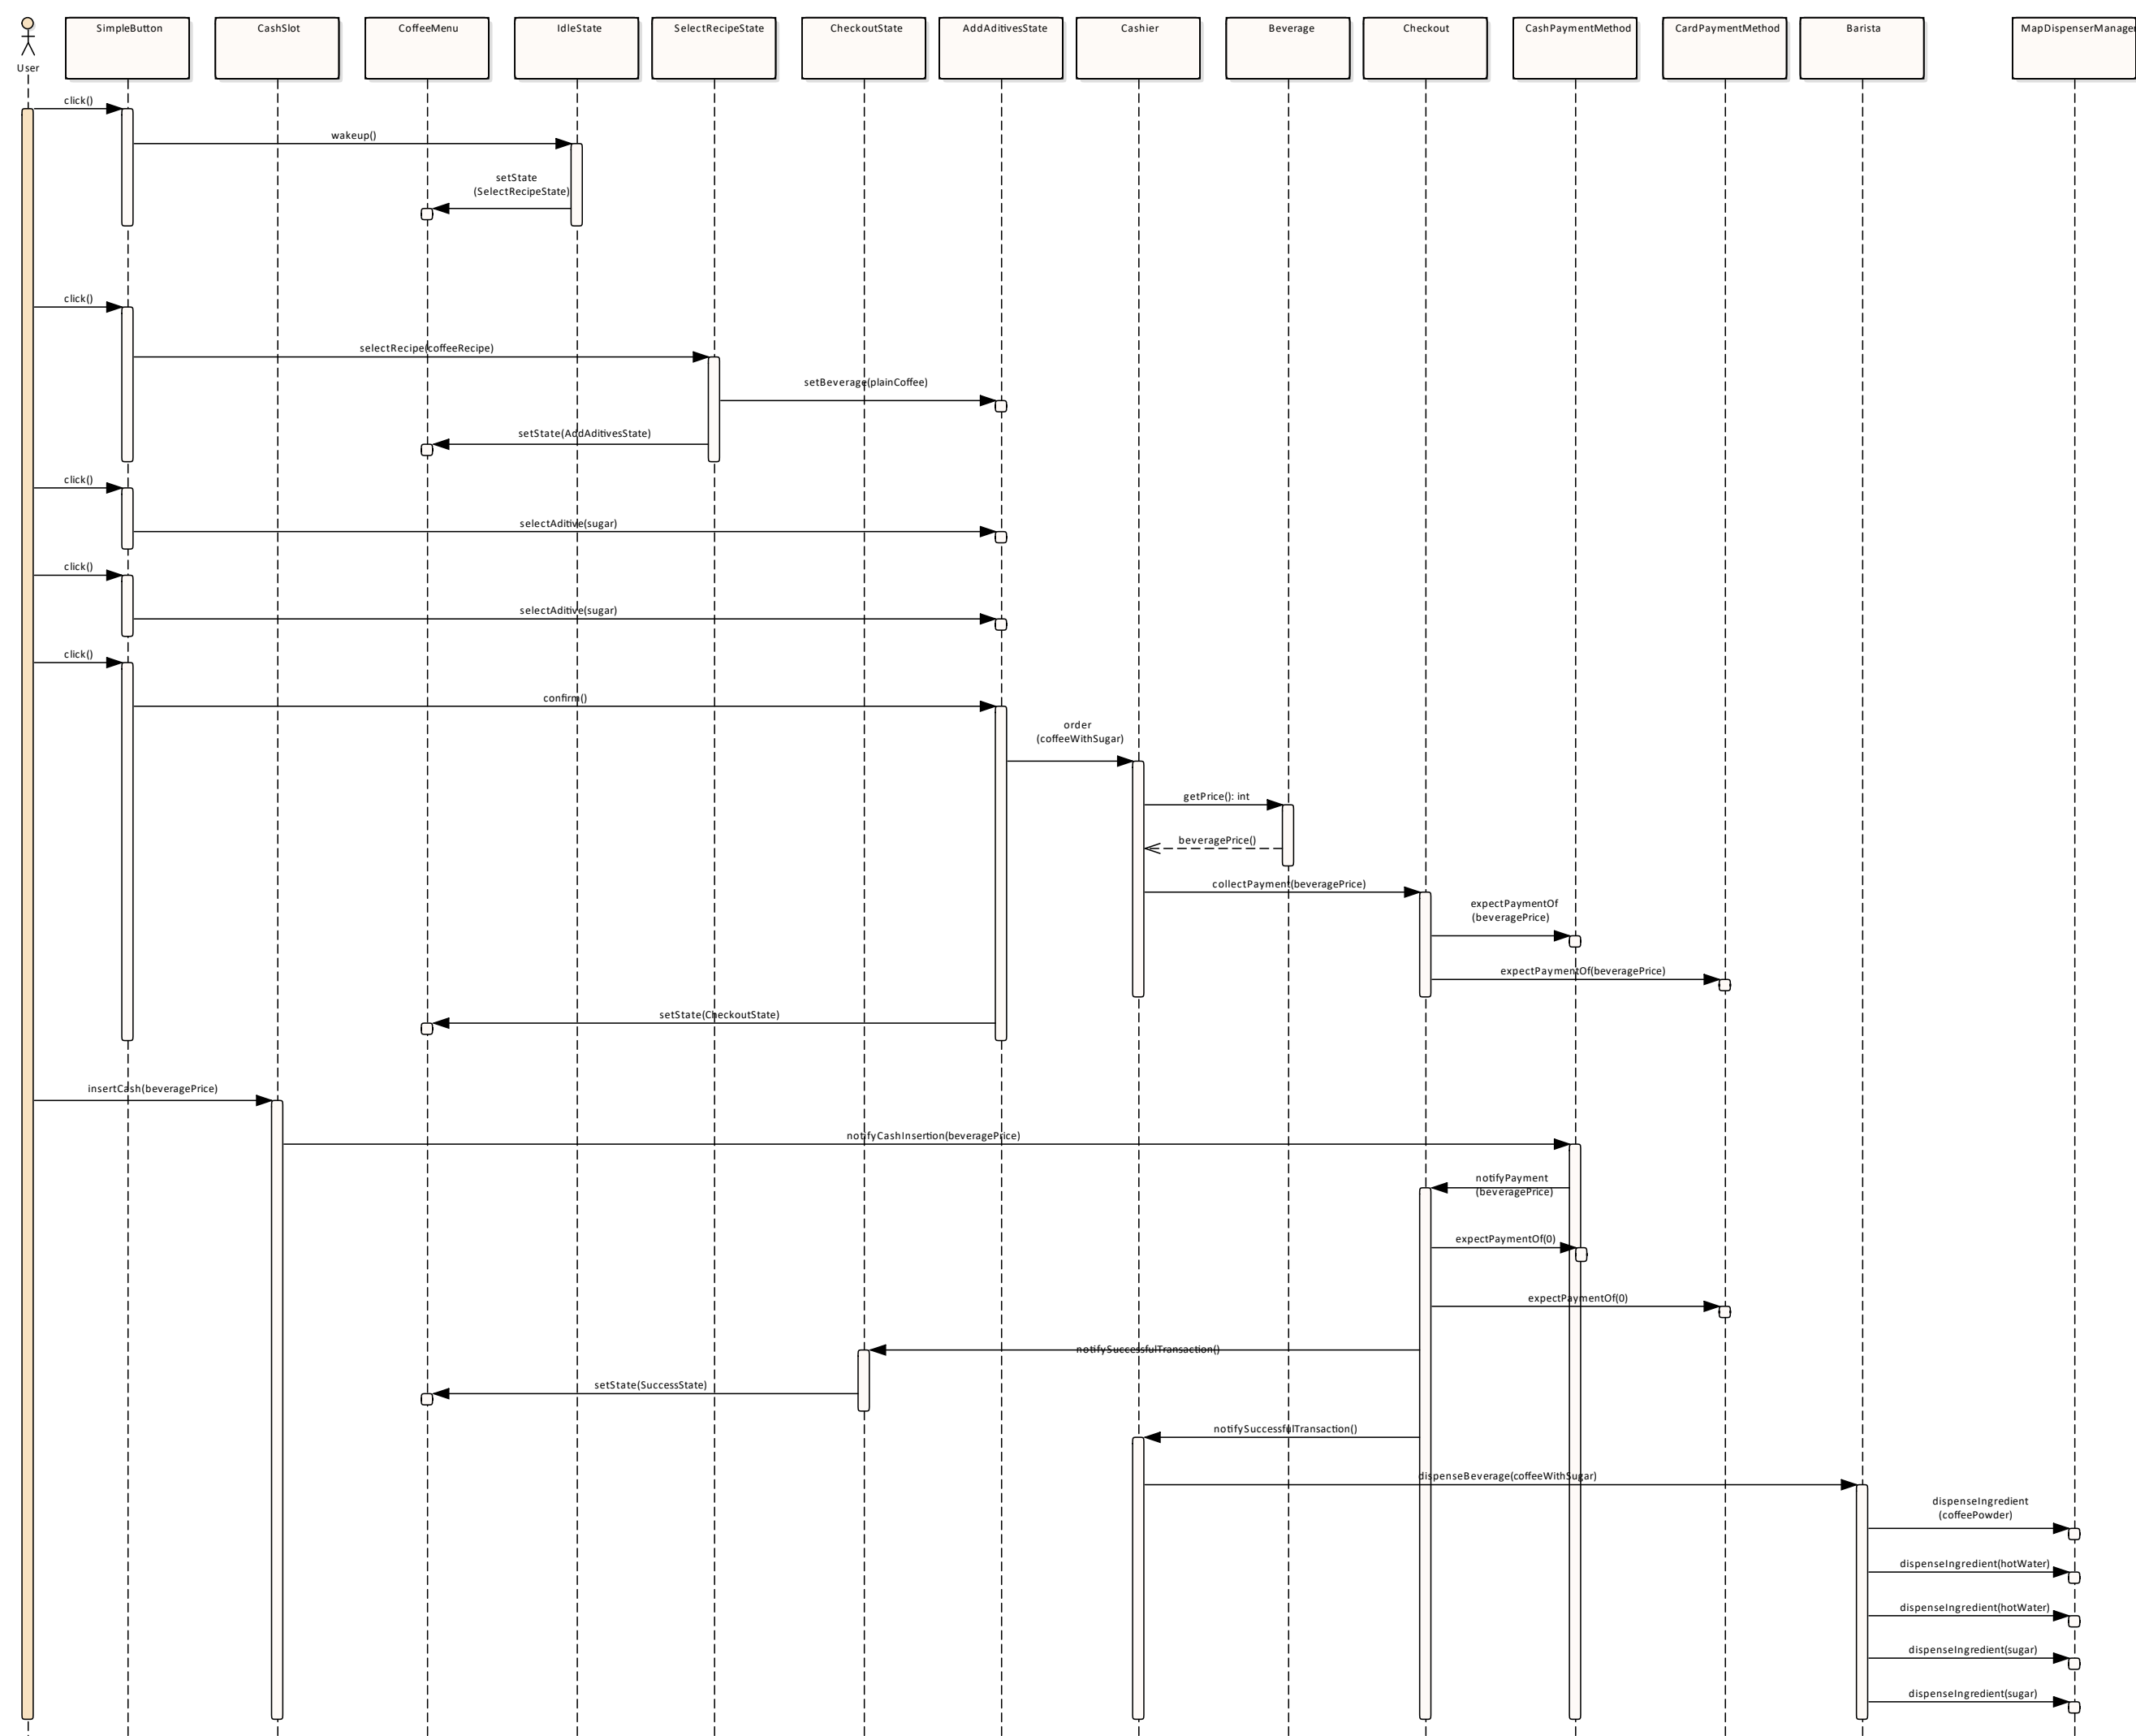 User
SimpleButton
CashSlot
CoffeeMenu
IdleState
SelectRecipeState
CheckoutState
AddAditivesState
Cashier
Beverage
Checkout
CashPaymentMethod
CardPaymentMethod
Barista
MapDispenserManager
click()
wakeup()
setState
(SelectRecipeState)
click()
selectRecipe(coffeeRecipe)
setBeverage(plainCoffee)
setState(AddAditivesState)
click()
selectAditive(sugar)
click()
selectAditive(sugar)
click()
confirm()
order
(coffeeWithSugar)
getPrice(): int
beveragePrice()
collectPayment(beveragePrice)
expectPaymentOf
(beveragePrice)
expectPaymentOf(beveragePrice)
setState(CheckoutState)
insertCash(beveragePrice)
notifyCashInsertion(beveragePrice)
notifyPayment
(beveragePrice)
expectPaymentOf(0)
expectPaymentOf(0)
notifySuccessfulTransaction()
setState(SuccessState)
notifySuccessfulTransaction()
dispenseBeverage(coffeeWithSugar)
dispenseIngredient
(coffeePowder)
dispenseIngredient(hotWater)
dispenseIngredient(hotWater)
dispenseIngredient(sugar)
dispenseIngredient(sugar)